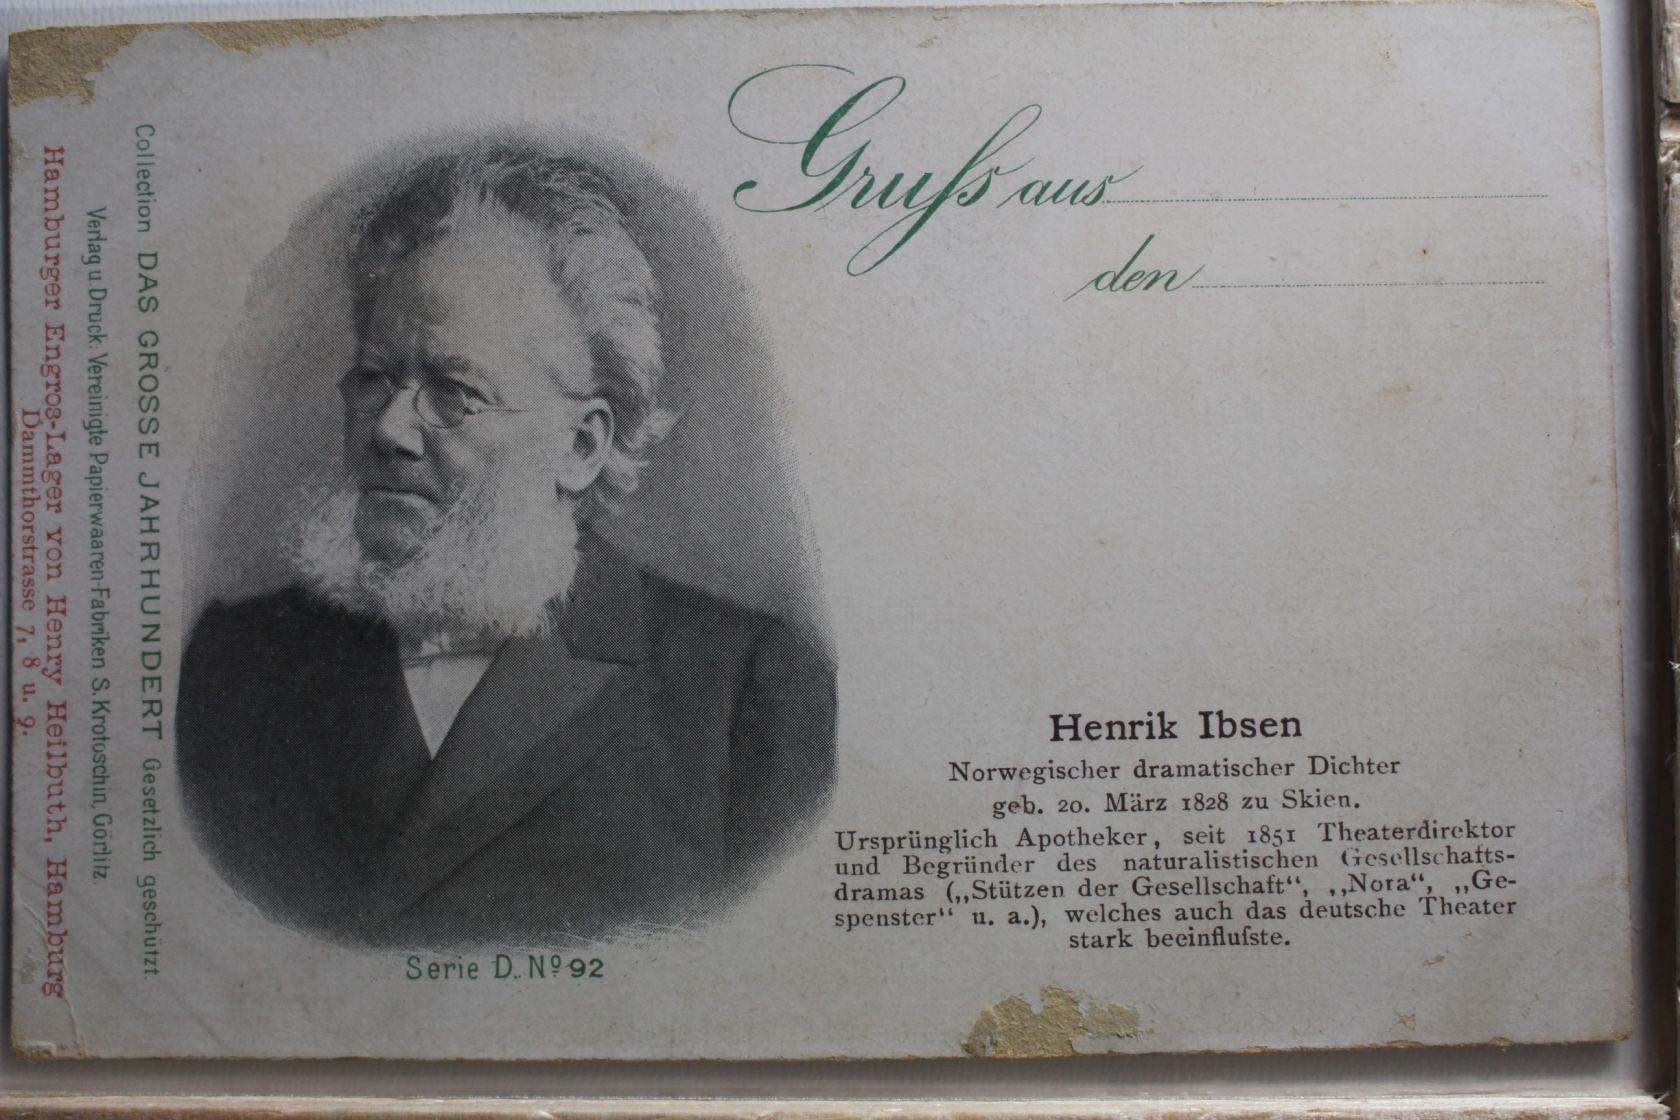 Gruſs aus
den
Henrik Ibsen
Norwegischer dramatischer Dichter
geb. 20. März 1828 zu Skien.
Ursprünglich Apotheker, seit 1851 Theaterdirektor
und Begründer des naturalistischen Gesellschafts-
dramas („Stützen der Gesellschaft“, „Nora“, „Ge-
spenster“ u. a.), welches auch das deutsche Theater
stark beeinfluſste.
Serie D. Nº 92
Collection DAS GROSSE JAHRHUNDERT Gesetzlich geschützt.
Verlag u. Druck: Vereinigte Papierwaaren-Fabriken S. Krotoschin, Görlitz.
Hamburger Engros-Lager von Henry Heilbuth, Hamburg
Dammthorstrasse 7, 8 u. 9.